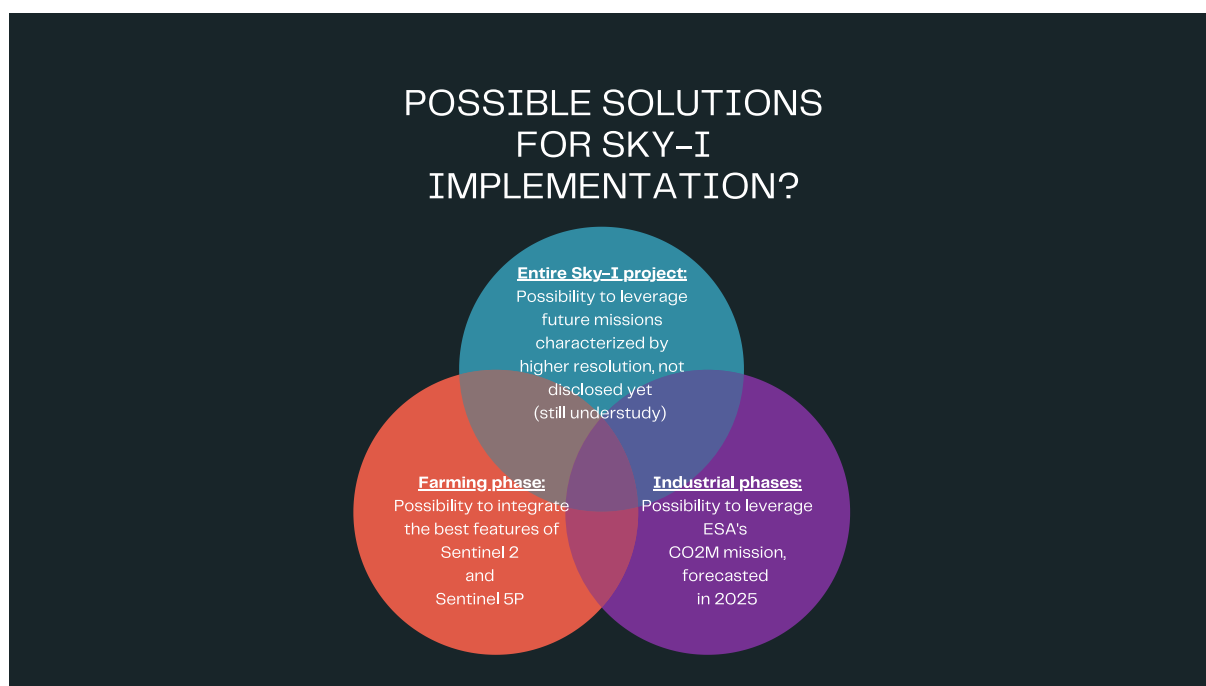 POSSIBLE SOLUTIONS
FOR SKY-I
IMPLEMENTATION?
Entire Sky-I project:
Possibility to leverage
future missions
characterized by
higher resolution, not
disclosed yet
(still understudy)
Farming phase:
Possibility to integrate
the best features of
Sentinel 2
and
Sentinel 5P
Industrial phases:
Possibility to leverage
ESA's
CO2M mission,
forecasted
in 2025